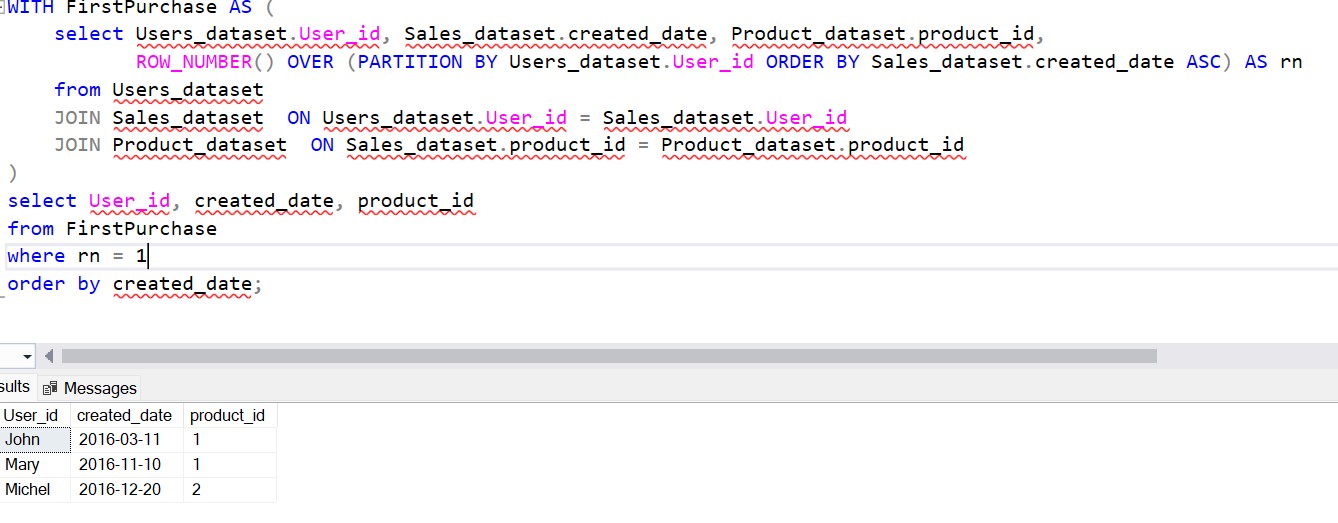 WITH FirstPurchase AS (
select Users_dataset.User_id, Sales_dataset.created_date, Product_dataset.product_id,
ROW_NUMBER() OVER (PARTITION BY Users_dataset.User_id ORDER BY Sales_dataset.created_date ASC) AS rn
from Users_dataset
JOIN Sales_dataset  ON Users_dataset.User_id = Sales_dataset.User_id
JOIN Product_dataset  ON Sales_dataset.product_id = Product_dataset.product_id
)
select User_id, created_date, product_id
from FirstPurchase
where rn = 1
order by created_date;
sults Messages
User_id created_date product_id
John 2016-03-11 1
Mary 2016-11-10 1
Michel 2016-12-20 2